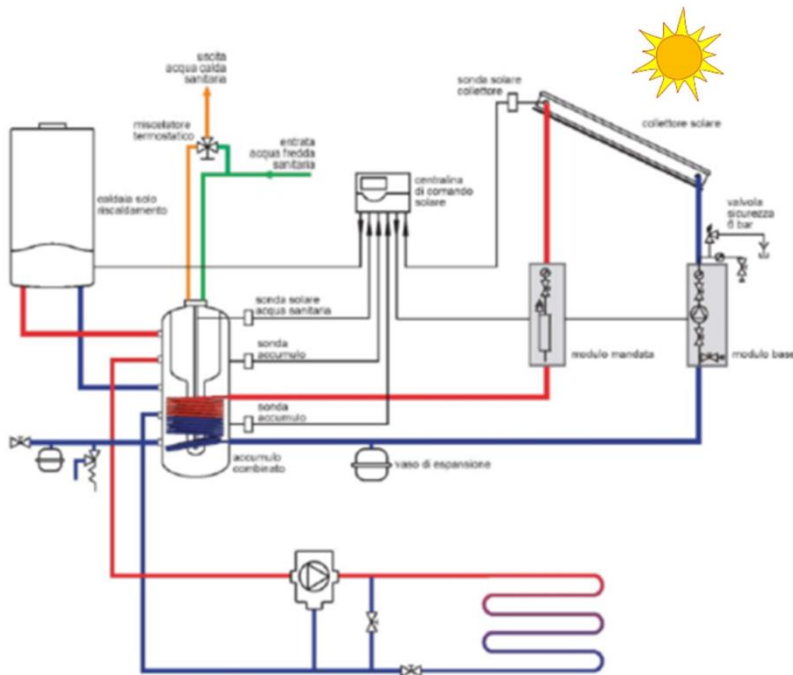 uscita
acqua calda
sanitaria
miscelatore
termostatico
entrata
acqua fredda
sanitaria
caldaia solo
riscaldamento
centralina
di comando
solare
sonda solare
collettore
collettore solare
valvola
sicurezza
6 bar
sonda solare
acqua sanitaria
sonda
accumulo
modulo mandata
modulo base
sonda
accumulo
accumulo
combinato
vaso di espansione